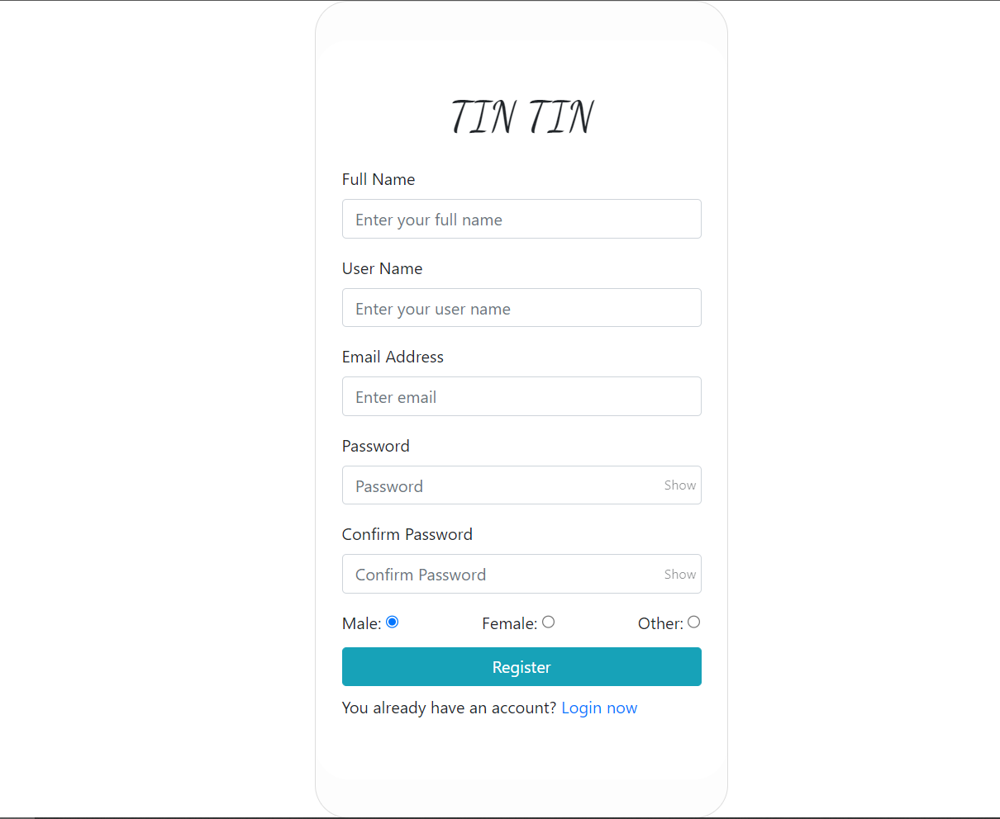 TIN TIN
Full Name
Enter your full name
User Name
Enter your user name
Email Address
Enter email
Password
Password Show
Confirm Password
Confirm Password Show
Male: Female: Other:
Register
You already have an account? Login now